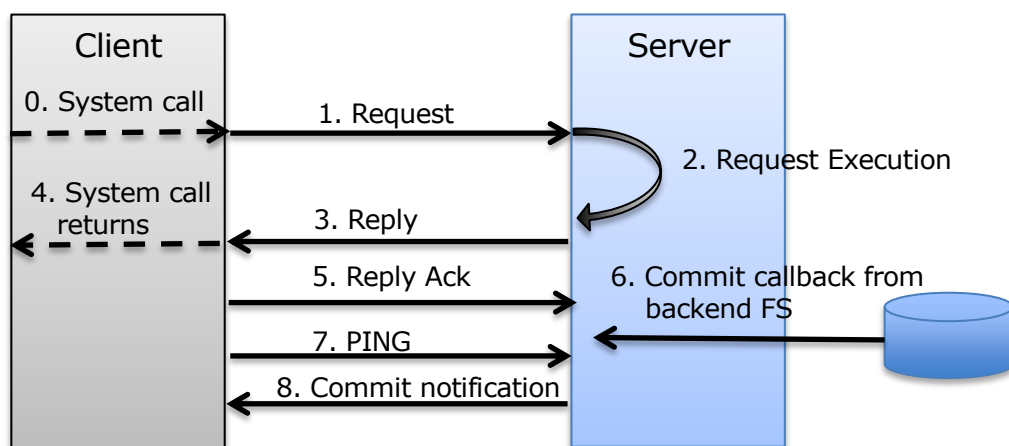 Client
Server
0. System call
1. Request
2. Request Execution
4. System call
returns
3. Reply
5. Reply Ack
6. Commit callback from
backend FS
7. PING
8. Commit notification